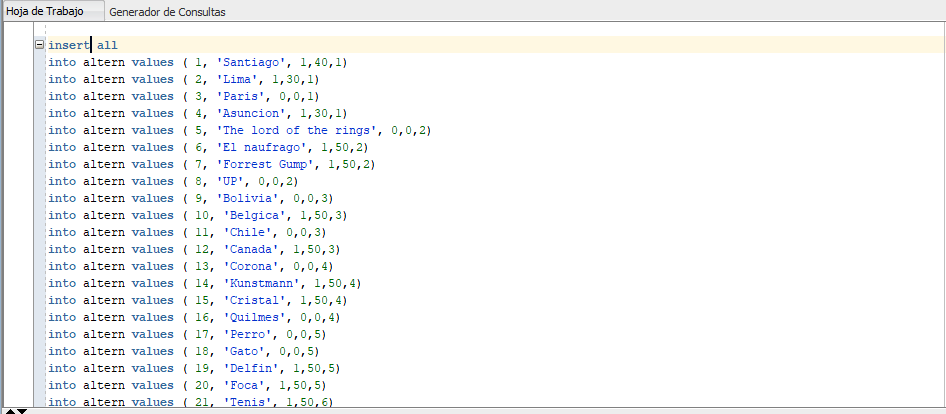 Hoja de Trabajo Generador de Consultas
insert all
into altern values ( 1, 'Santiago', 1,40,1)
into altern values ( 2, 'Lima', 1,30,1)
into altern values ( 3, 'Paris', 0,0,1)
into altern values ( 4, 'Asuncion', 1,30,1)
into altern values ( 5, 'The lord of the rings', 0,0,2)
into altern values ( 6, 'El naufrago', 1,50,2)
into altern values ( 7, 'Forrest Gump', 1,50,2)
into altern values ( 8, 'UP', 0,0,2)
into altern values ( 9, 'Bolivia', 0,0,3)
into altern values ( 10, 'Belgica', 1,50,3)
into altern values ( 11, 'Chile', 0,0,3)
into altern values ( 12, 'Canada', 1,50,3)
into altern values ( 13, 'Corona', 0,0,4)
into altern values ( 14, 'Kunstmann', 1,50,4)
into altern values ( 15, 'Cristal', 1,50,4)
into altern values ( 16, 'Quilmes', 0,0,4)
into altern values ( 17, 'Perro', 0,0,5)
into altern values ( 18, 'Gato', 0,0,5)
into altern values ( 19, 'Delfin', 1,50,5)
into altern values ( 20, 'Foca', 1,50,5)
into altern values ( 21, 'Tenis', 1,50,6)